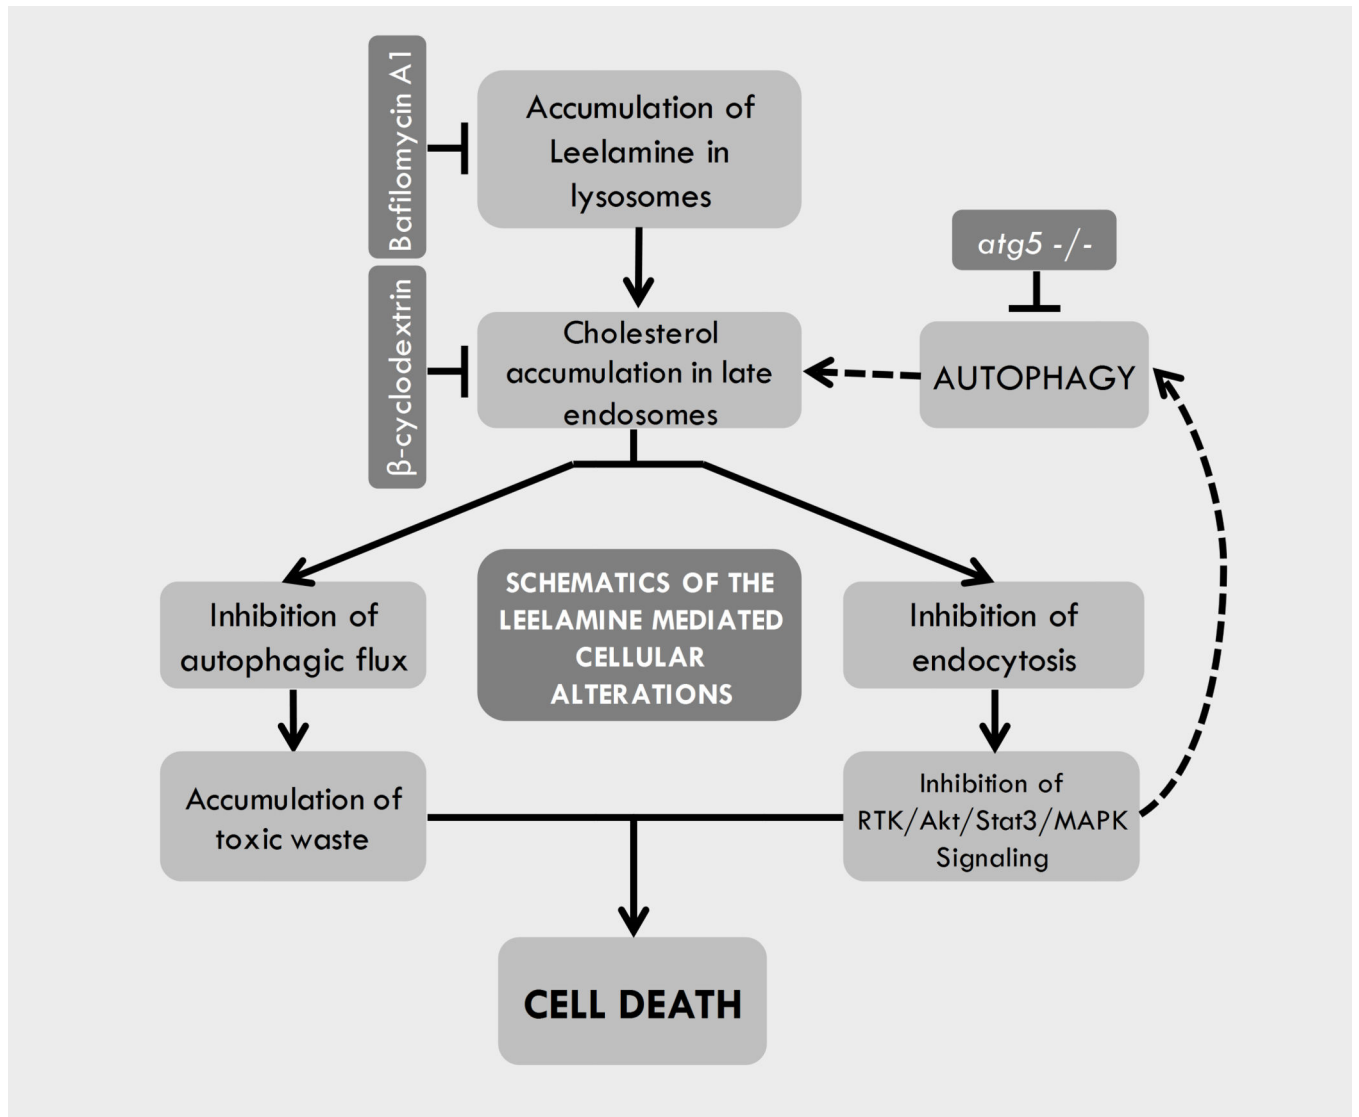 Bafilomycin A1
Accumulation of
Leelamine in
lysosomes
atg5 -/-
β-cyclodextrin
Cholesterol
accumulation in late
endosomes
AUTOPHAGY
SCHEMATICS OF THE
LEELAMINE MEDIATED
CELLULAR
ALTERATIONS
Inhibition of
autophagic flux
Inhibition of
endocytosis
Accumulation of
toxic waste
Inhibition of
RTK/Akt/Stat3/MAPK
Signaling
CELL DEATH